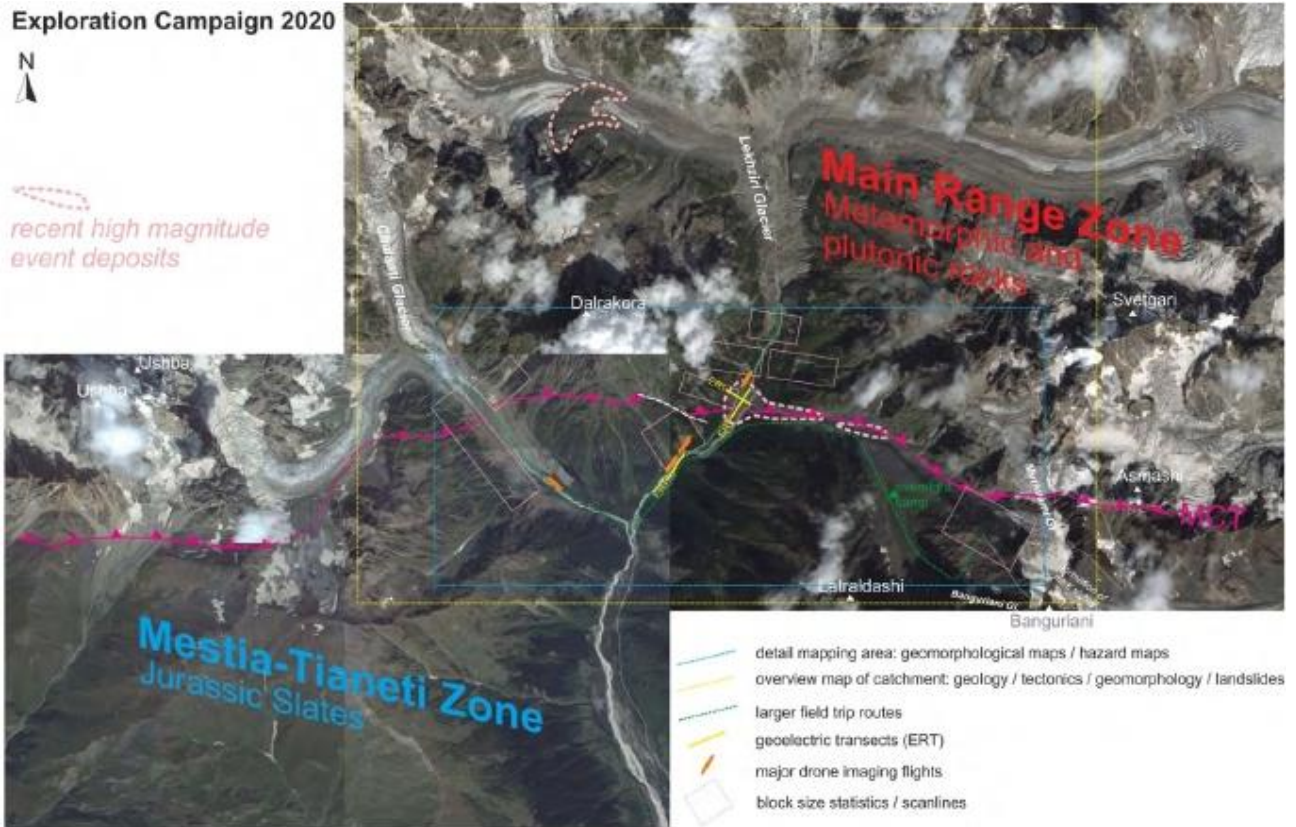 Exploration Campaign 2020
N
recent high magnitude
event deposits
Lekhziri Glacier
Main Range Zone
Metamorphic and
plutonic rocks
Glacier
Dalrakora
Svetgari
Ushba
Ushba
Asmashi
MCT
Latraldashi
Banguriani Gl.
Banguriani
Mestia-Tianeti Zone
Jurassic Slates
detail mapping area: geomorphological maps / hazard maps
overview map of catchment: geology / tectonics / geomorphology / landslides
larger field trip routes
geoelectric transects (ERT)
major drone imaging flights
block size statistics / scanlines